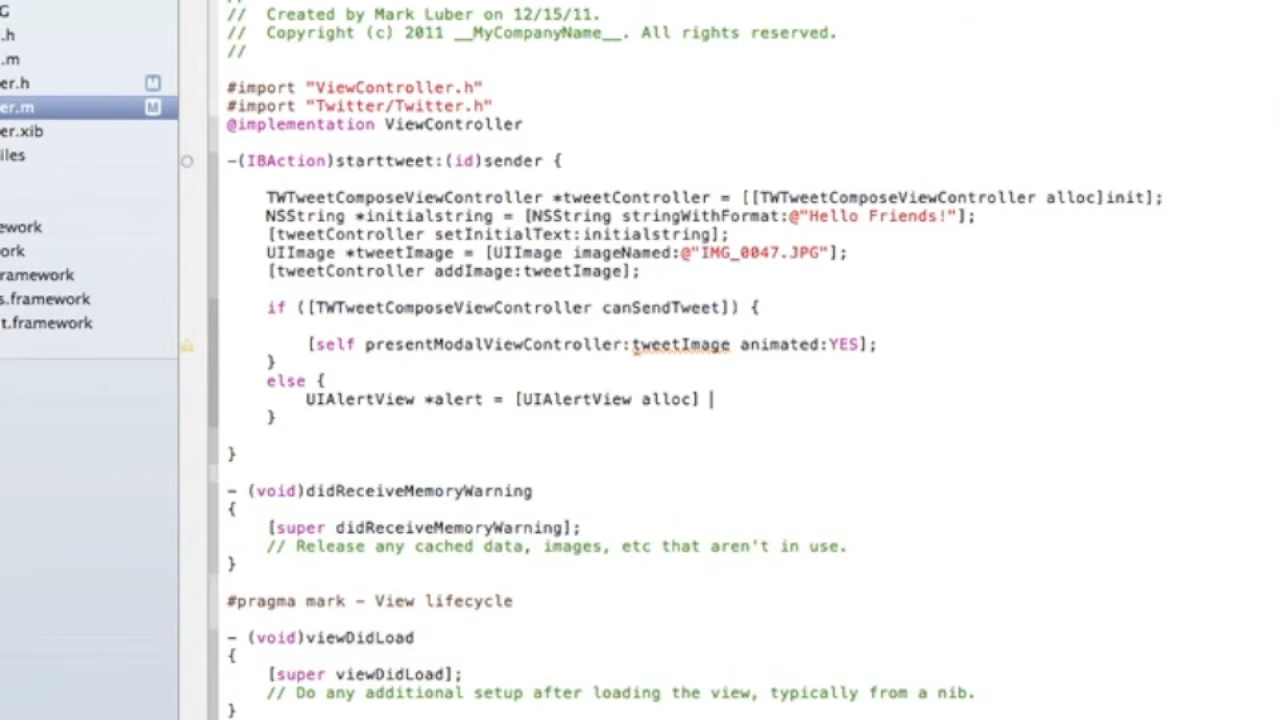 G
.h
.m
er.h M
er.m M
er.xib
iles
ework
ork
ramework
s.framework
t.framework
// Created by Mark Luber on 12/15/11.
// Copyright (c) 2011 __MyCompanyName__. All rights reserved.
//
#import "ViewController.h"
#import "Twitter/Twitter.h"
@implementation ViewController
-(IBAction)starttweet:(id)sender {
TWTweetComposeViewController *tweetController = [[TWTweetComposeViewController alloc]init];
NSString *initialstring = [NSString stringWithFormat:@"Hello Friends!"];
[tweetController setInitialText:initialstring];
UIImage *tweetImage = [UIImage imageNamed:@"IMG_0047.JPG"];
[tweetController addImage:tweetImage];
if ([TWTweetComposeViewController canSendTweet]) {
[self presentModalViewController:tweetImage animated:YES];
}
else {
UIAlertView *alert = [UIAlertView alloc]
}
}
- (void)didReceiveMemoryWarning
{
[super didReceiveMemoryWarning];
// Release any cached data, images, etc that aren't in use.
}
#pragma mark - View lifecycle
- (void)viewDidLoad
{
[super viewDidLoad];
// Do any additional setup after loading the view, typically from a nib.
}